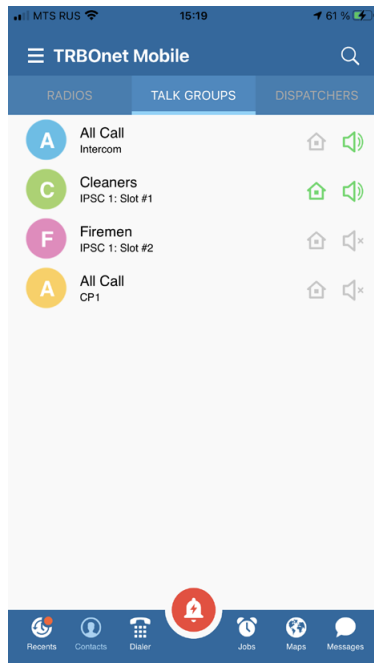 MTS RUS 15:19 61 %
TRBOnet Mobile
RADIOS TALK GROUPS DISPATCHERS
A All Call
Intercom
C Cleaners
IPSC 1: Slot #1
F Firemen
IPSC 1: Slot #2
A All Call
CP1
Recents Contacts Dialer Jobs Maps Messages